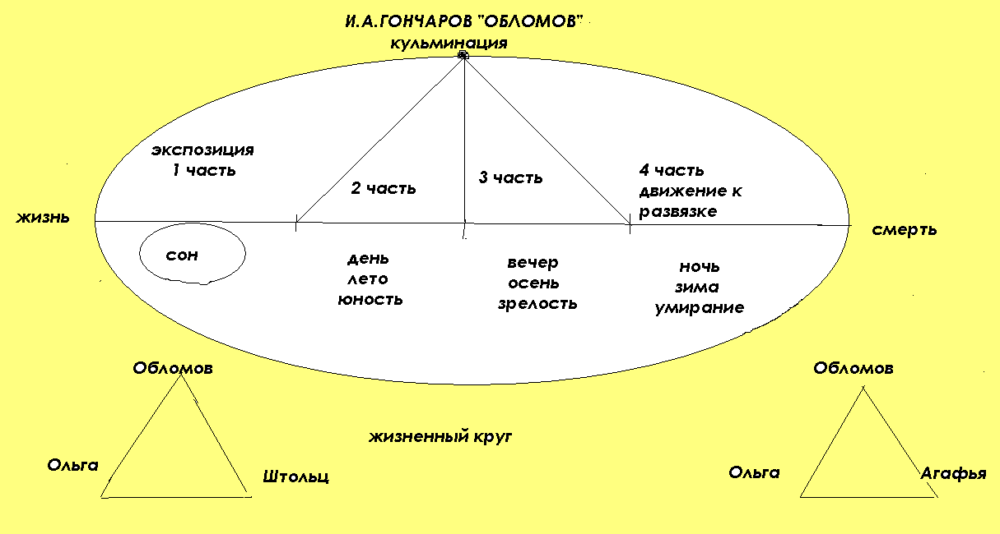 И.А.ГОНЧАРОВ "ОБЛОМОВ"
кульминация
экспозиция
1 часть
2 часть
3 часть
4 часть
движение к
развязке
жизнь
смерть
сон
день
лето
юность
вечер
осень
зрелость
ночь
зима
умирание
Обломов
Ольга
Штольц
жизненный круг
Обломов
Ольга
Агафья